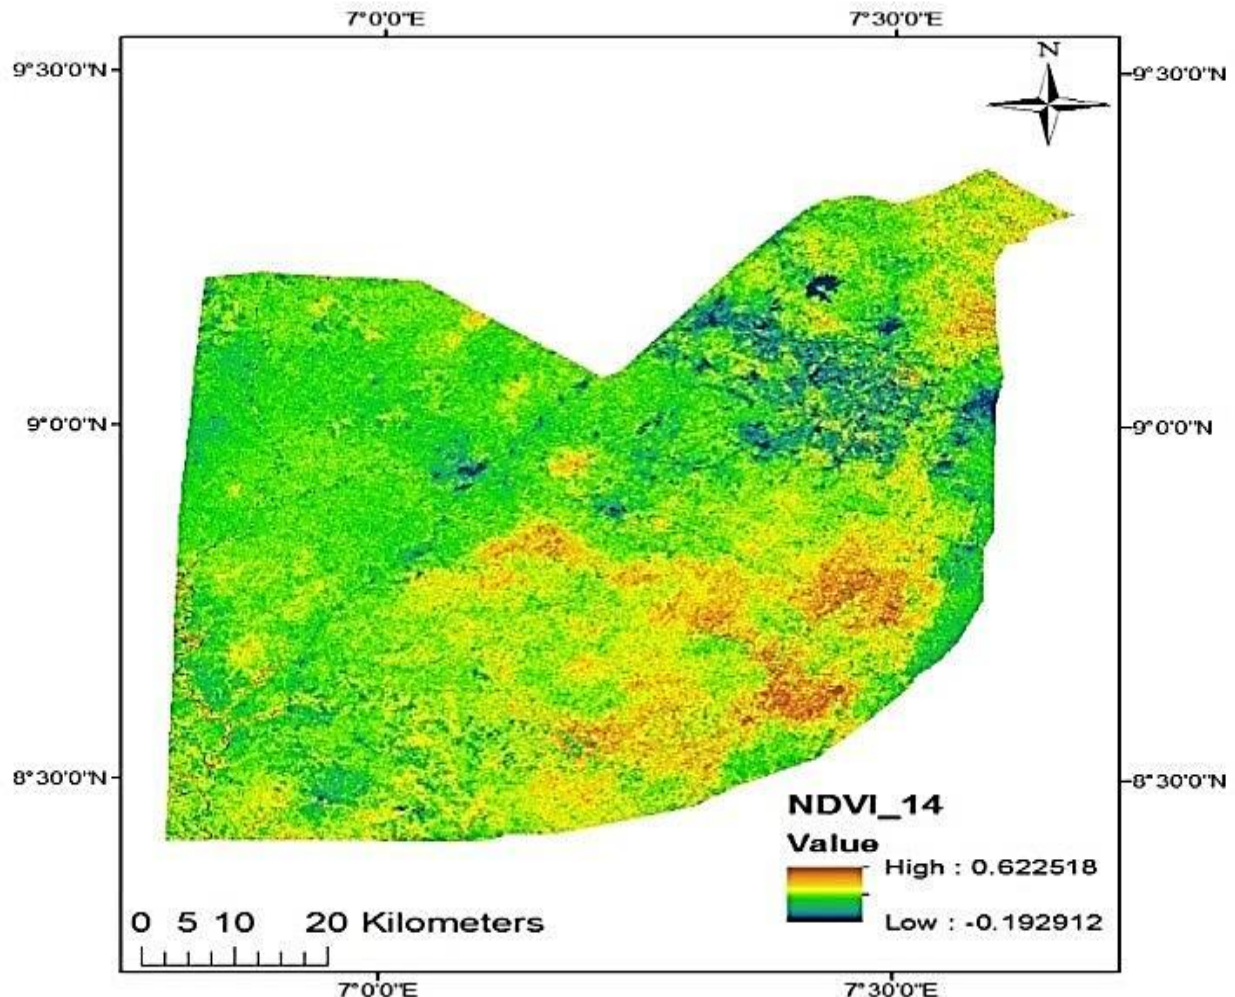 7°0'0"E 7°30'0"E
N
9°30'0"N 9°30'0"N
9°0'0"N 9°0'0"N
8°30'0"N 8°30'0"N
NDVI_14
Value
High : 0.622518
Low : -0.192912
0 5 10 20 Kilometers
7°0'0"E 7°30'0"E